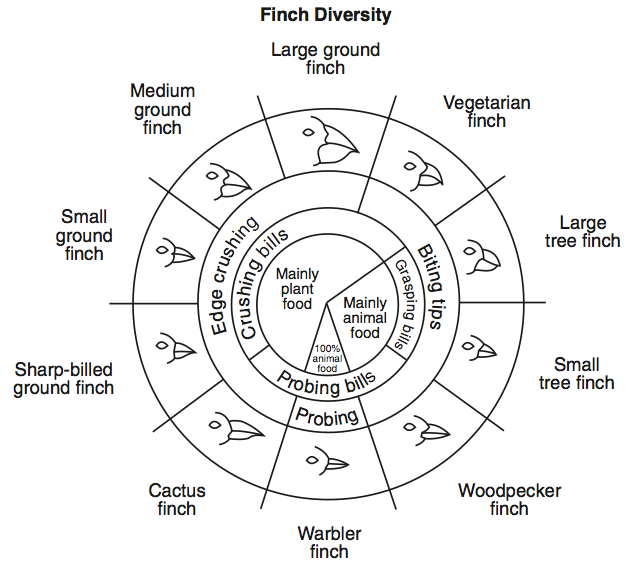 Finch Diversity
Large ground
finch
Medium
ground
finch
Vegetarian
finch
Small
ground
finch
Large
tree finch
Edge crushing
Crushing bills
Biting tips
Grasping bills
Mainly
plant
food
Mainly
animal
food
100%
animal
food
Probing bills
Probing
Sharp-billed
ground finch
Small
tree finch
Cactus
finch
Woodpecker
finch
Warbler
finch